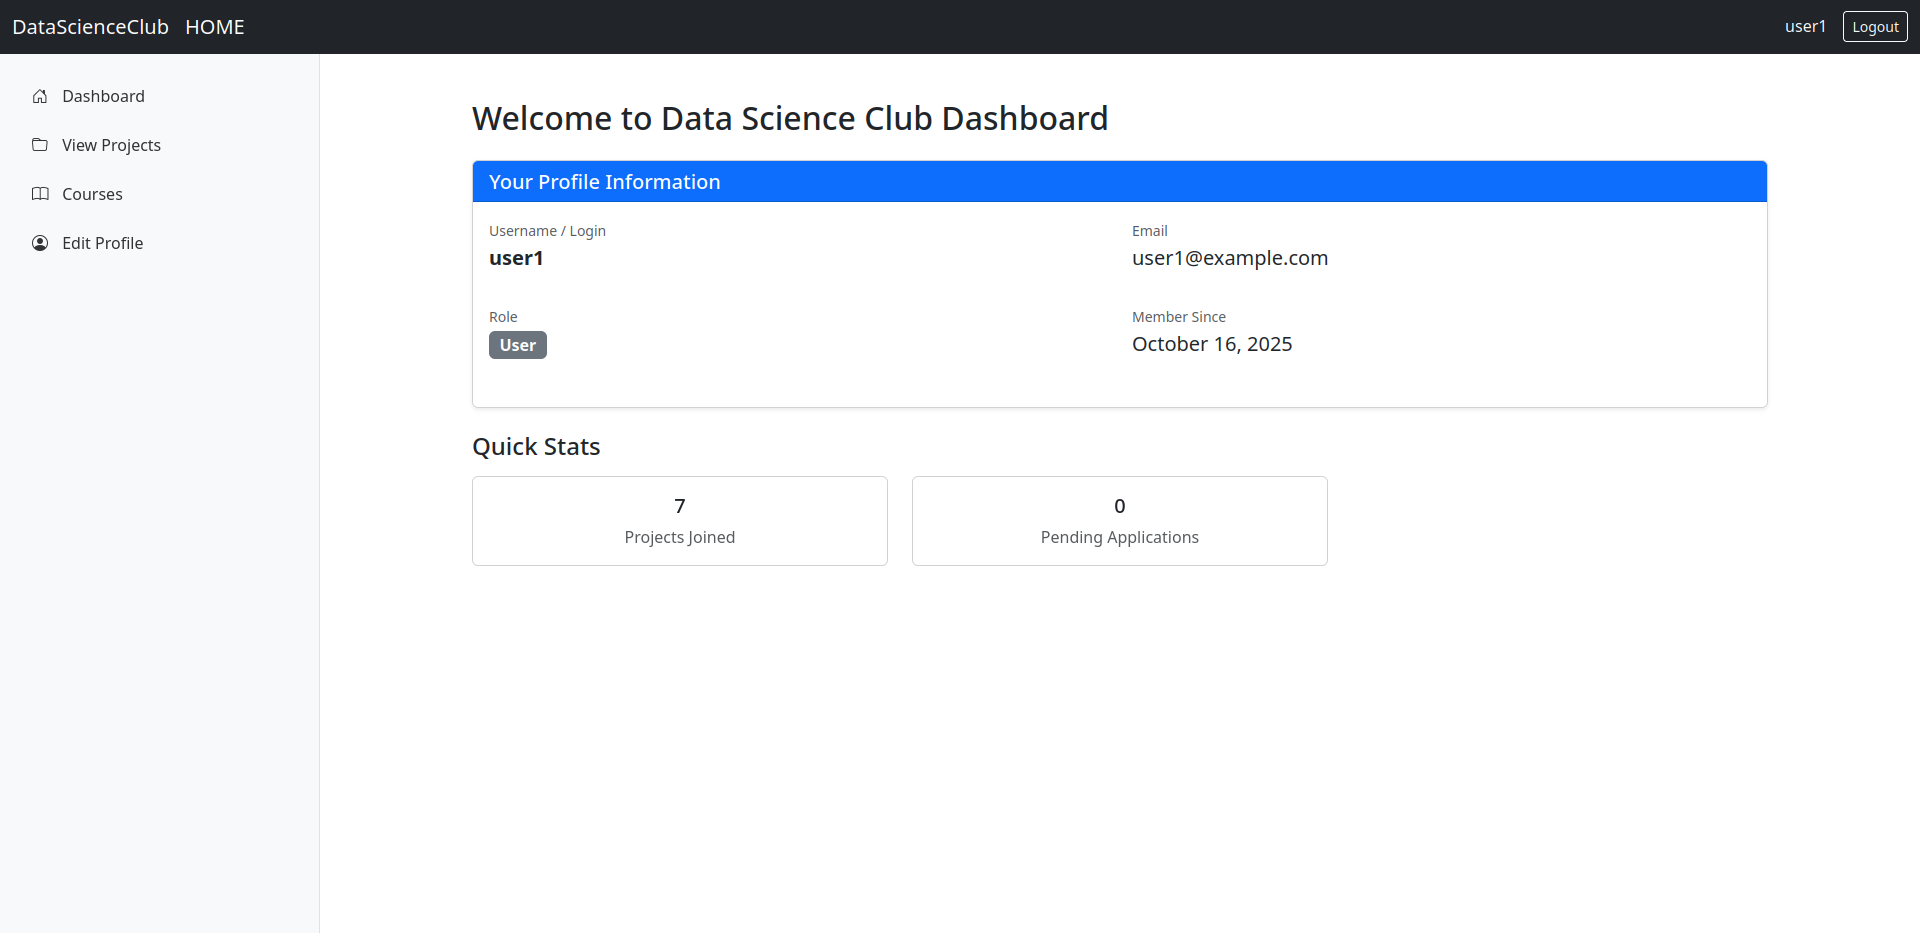 DataScienceClub HOME user1 Logout
Dashboard
View Projects
Courses
Edit Profile
Welcome to Data Science Club Dashboard
Your Profile Information
Username / Login
user1
Email
user1@example.com
Role
User
Member Since
October 16, 2025
Quick Stats
7
Projects Joined
0
Pending Applications